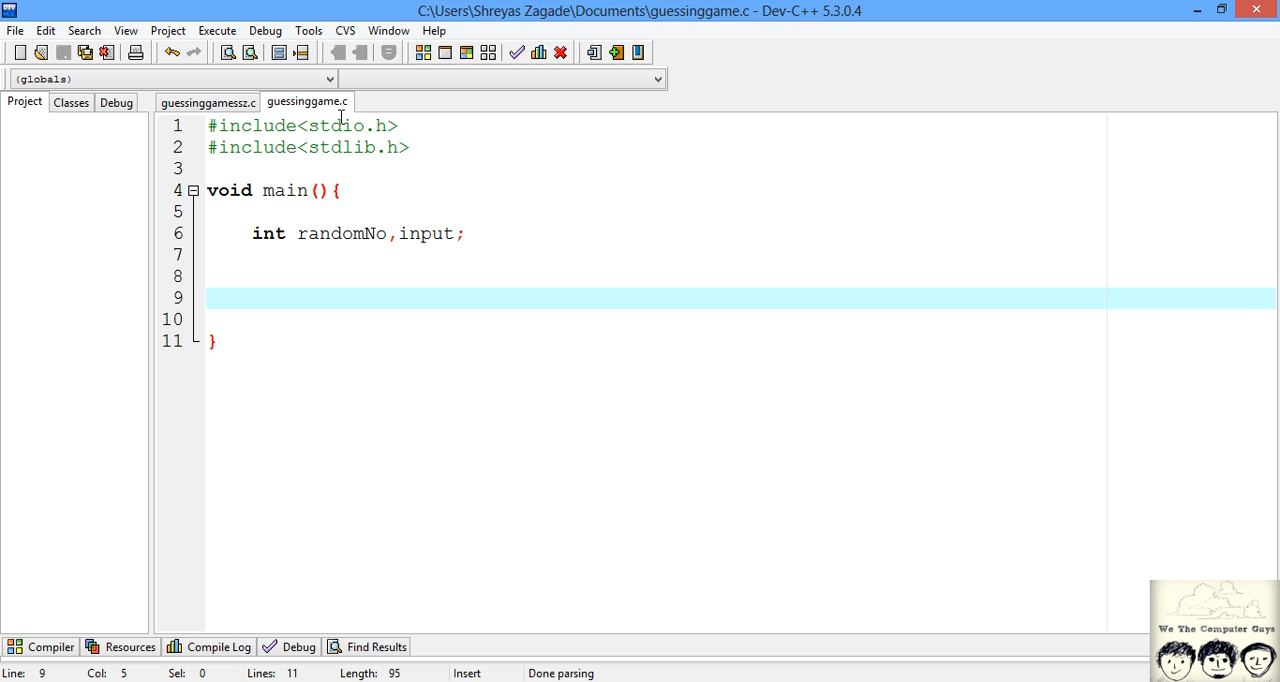 C:\Users\Shreyas Zagade\Documents\guessinggame.c - Dev-C++ 5.3.0.4
File Edit Search View Project Execute Debug Tools CVS Window Help
(globals)
Project Classes Debug guessinggamessz.c guessinggame.c
1 #include<stdio.h>
2 #include<stdlib.h>
3
4 void main(){
5
6 int randomNo,input;
7
8
9
10
11 }
We The Computer Guys
Compiler Resources Compile Log Debug Find Results
Line: 9 Col: 5 Sel: 0 Lines: 11 Length: 95 Insert Done parsing